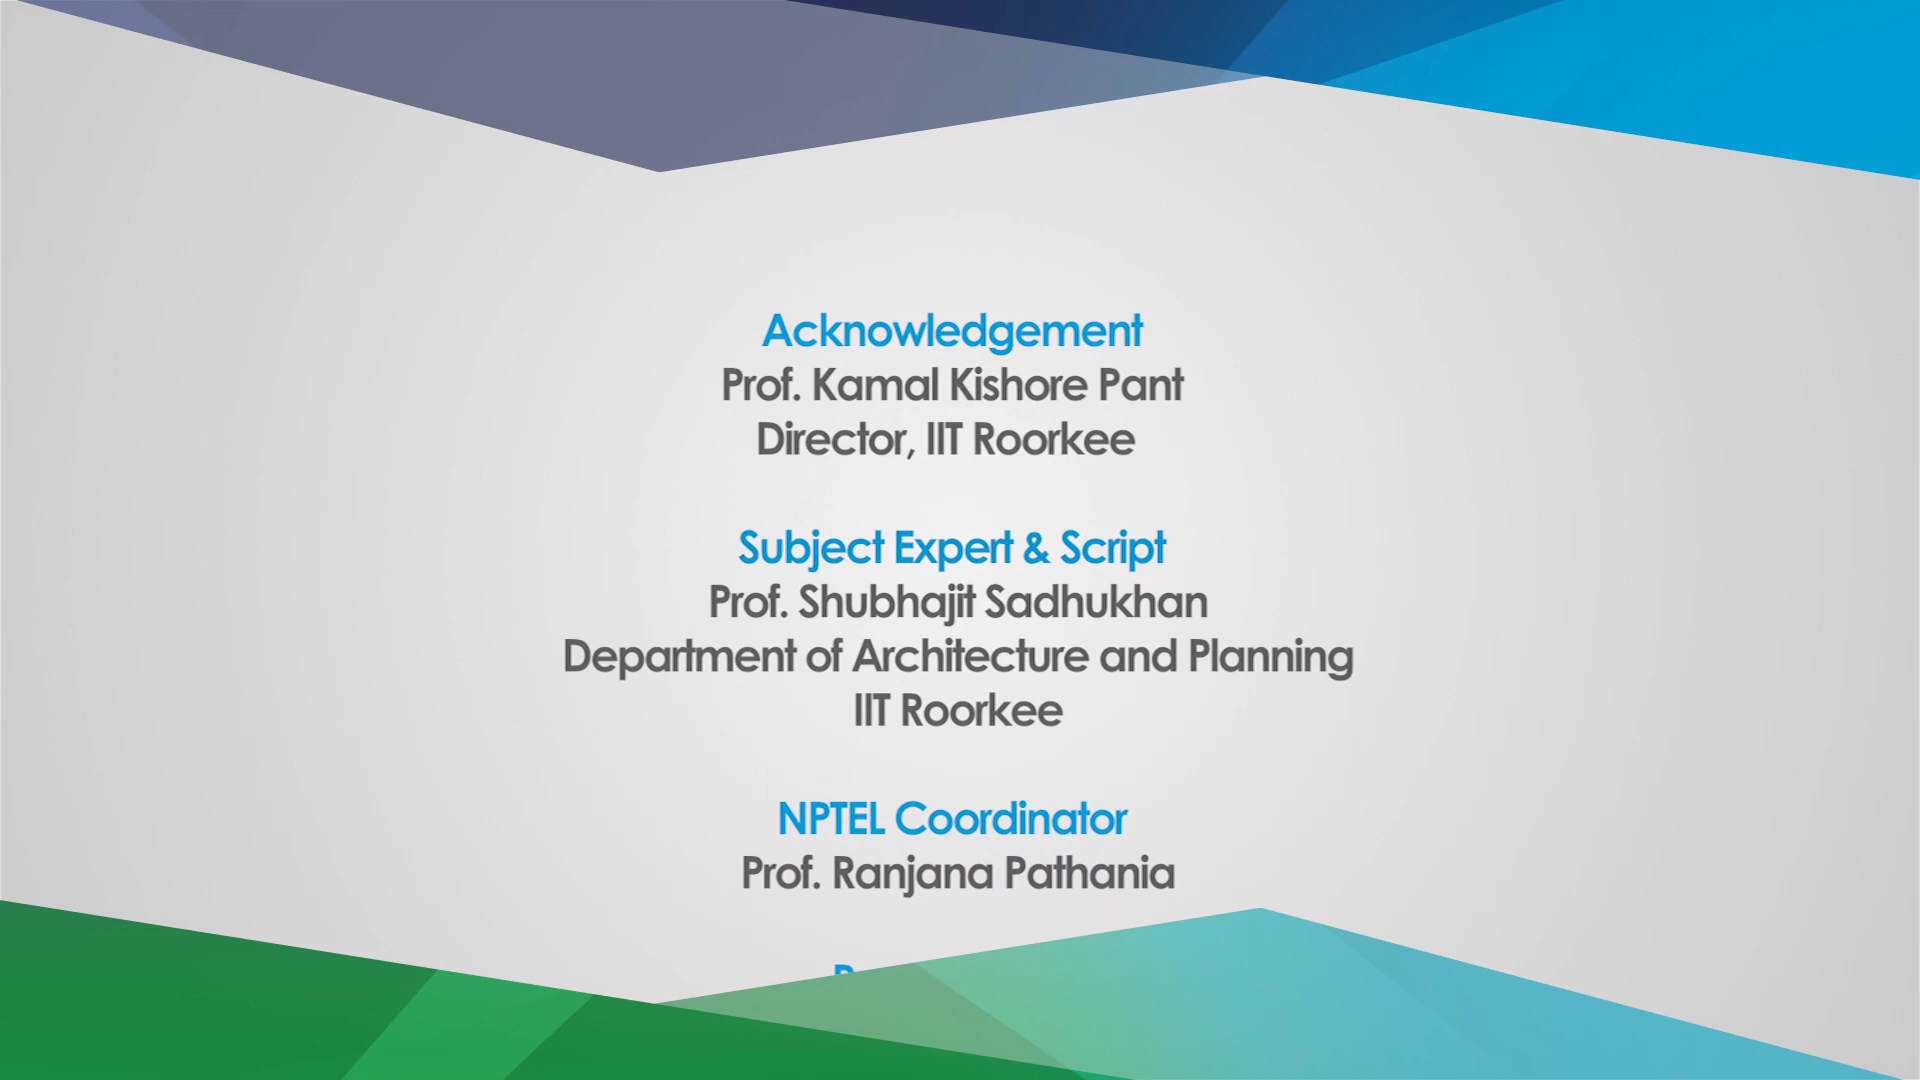 Acknowledgement
Prof. Kamal Kishore Pant
Director, IIT Roorkee
Subject Expert & Script
Prof. Shubhajit Sadhukhan
Department of Architecture and Planning
IIT Roorkee
NPTEL Coordinator
Prof. Ranjana Pathania